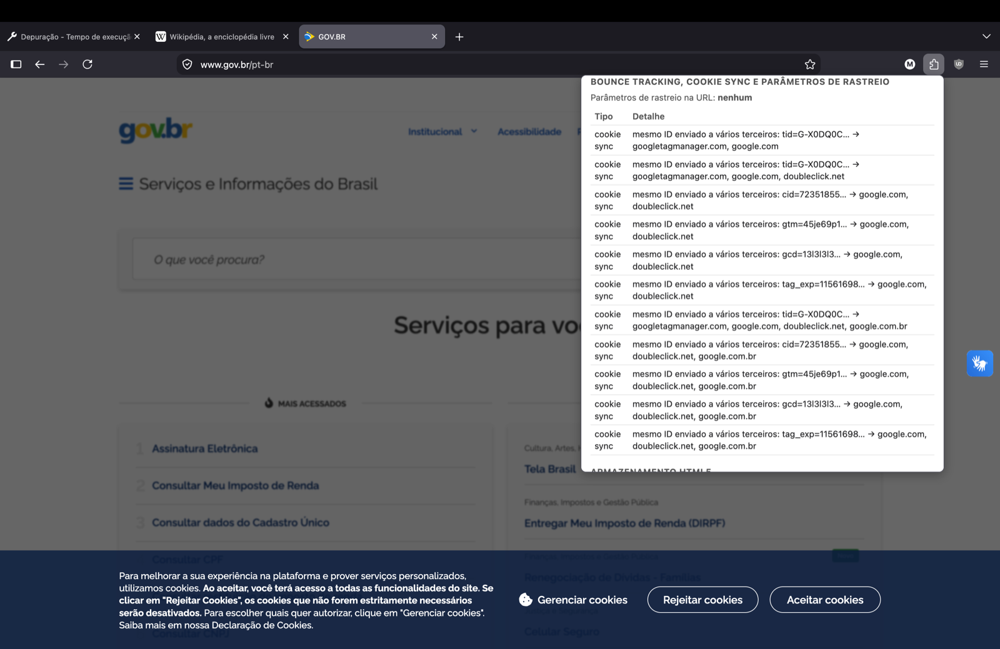 Depuração - Tempo de execuçã
Wikipédia, a enciclopédia livre
GOV.BR
www.gov.br/pt-br
M
BOUNCE TRACKING, COOKIE SYNC E PARÂMETROS DE RASTREIO
Parâmetros de rastreio na URL: nenhum
Tipo Detalhe
cookie sync mesmo ID enviado a vários terceiros: tid=G-X0DQ0C... →
googletagmanager.com, google.com
cookie sync mesmo ID enviado a vários terceiros: tid=G-X0DQ0C... →
googletagmanager.com, google.com, doubleclick.net
cookie sync mesmo ID enviado a vários terceiros: cid=72351855... → google.com,
doubleclick.net
cookie sync mesmo ID enviado a vários terceiros: gtm=45je69p1... → google.com,
doubleclick.net
cookie sync mesmo ID enviado a vários terceiros: gcd=13l3l3l3... → google.com,
doubleclick.net
cookie sync mesmo ID enviado a vários terceiros: tag_exp=11561698... → google.com,
doubleclick.net
cookie sync mesmo ID enviado a vários terceiros: tid=G-X0DQ0C... →
googletagmanager.com, google.com, doubleclick.net, google.com.br
cookie sync mesmo ID enviado a vários terceiros: cid=72351855... → google.com,
doubleclick.net, google.com.br
cookie sync mesmo ID enviado a vários terceiros: gtm=45je69p1... → google.com,
doubleclick.net, google.com.br
cookie sync mesmo ID enviado a vários terceiros: gcd=13l3l3l3... → google.com,
doubleclick.net, google.com.br
cookie sync mesmo ID enviado a vários terceiros: tag_exp=11561698... → google.com,
doubleclick.net, google.com.br
ARMAZENAMENTO HTML5
gov.br
Institucional
Acessibilidade
Serviços e Informações do Brasil
O que você procura?
Serviços para vo
MAIS ACESSADOS
1 Assinatura Eletrônica
2 Consultar Meu Imposto de Renda
3 Consultar dados do Cadastro Único
Consultar CPF
Consultar CNPJ
Cultura, Artes,
Tela Brasil
Finanças, Impostos e Gestão Pública
Entregar Meu Imposto de Renda (DIRPF)
Finanças, Impostos e Gestão Pública
Renegociação de Dívidas - Famílias
Celular Seguro
Para melhorar a sua experiência na plataforma e prover serviços personalizados,
utilizamos cookies. Ao aceitar, você terá acesso a todas as funcionalidades do site. Se
clicar em "Rejeitar Cookies", os cookies que não forem estritamente necessários
serão desativados. Para escolher quais quer autorizar, clique em "Gerenciar cookies".
Saiba mais em nossa Declaração de Cookies.
Gerenciar cookies
Rejeitar cookies
Aceitar cookies